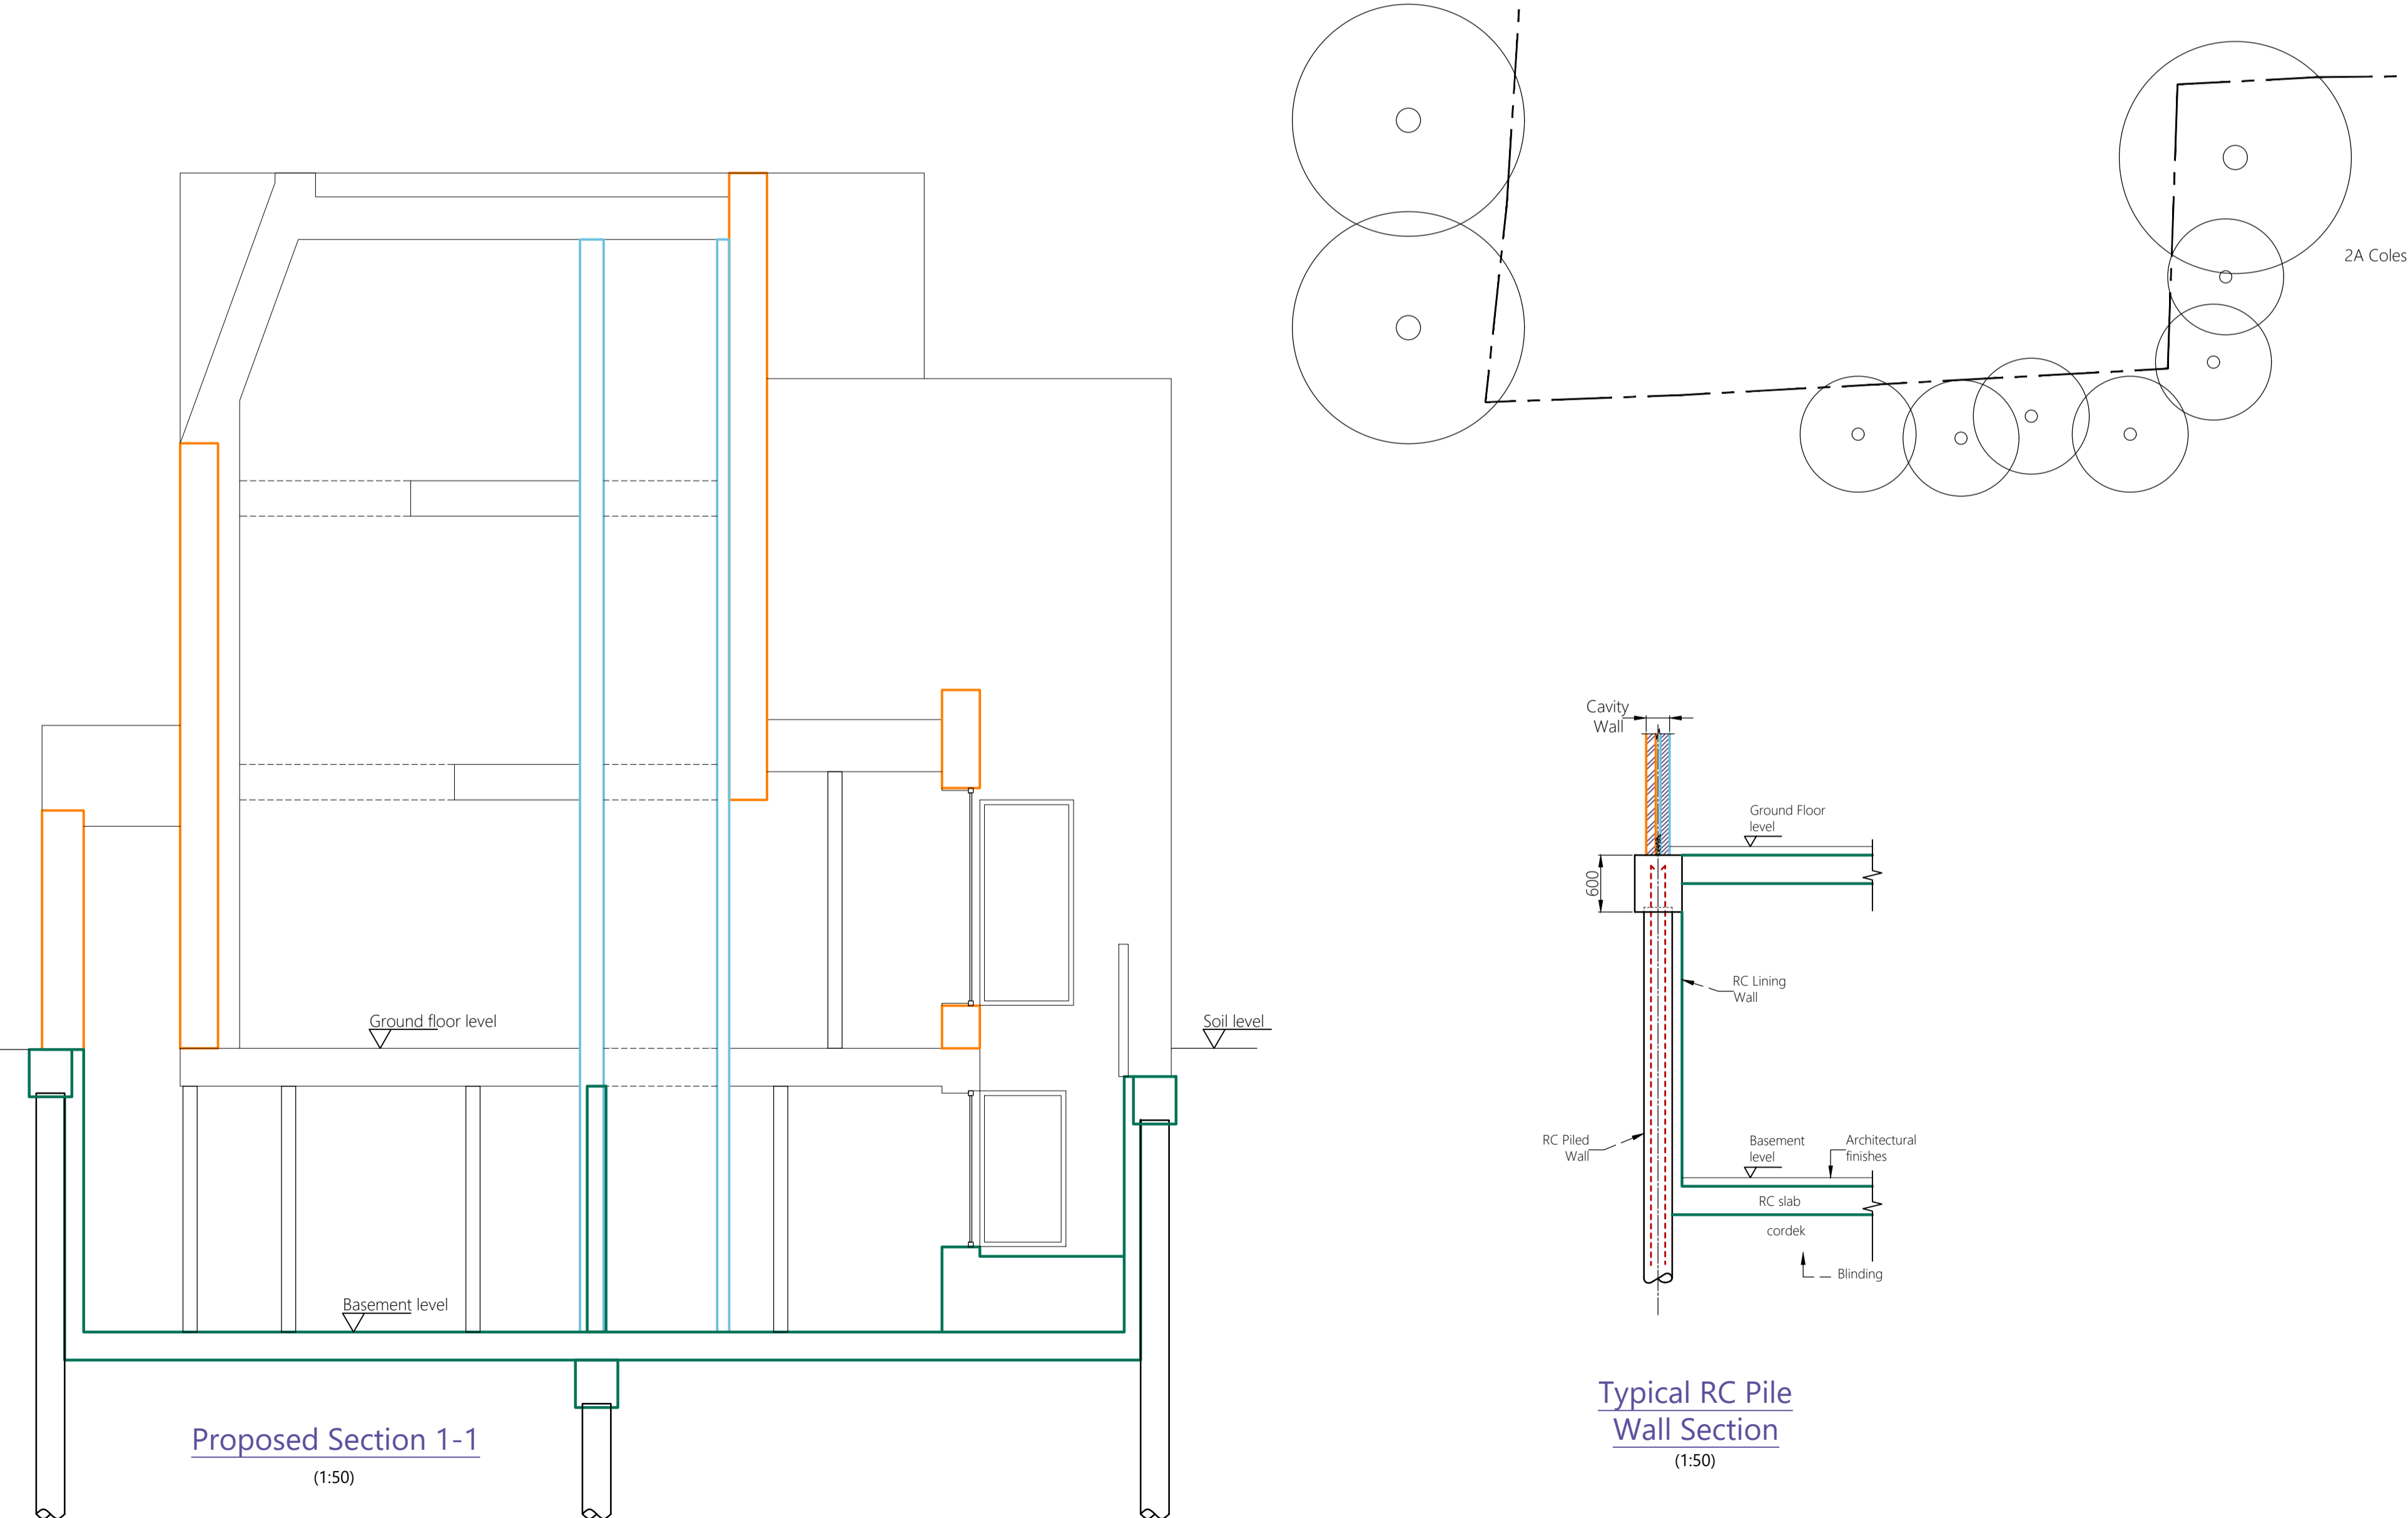 2A Coles
Cavity
Wall
Ground Floor
level
600
RC Lining
Wall
Ground floor level
Soil level
RC Piled
Wall
Basement
level
Architectural
finishes
RC slab
cordek
Blinding
Basement level
Proposed Section 1-1
(1:50)
Typical RC Pile
Wall Section
(1:50)